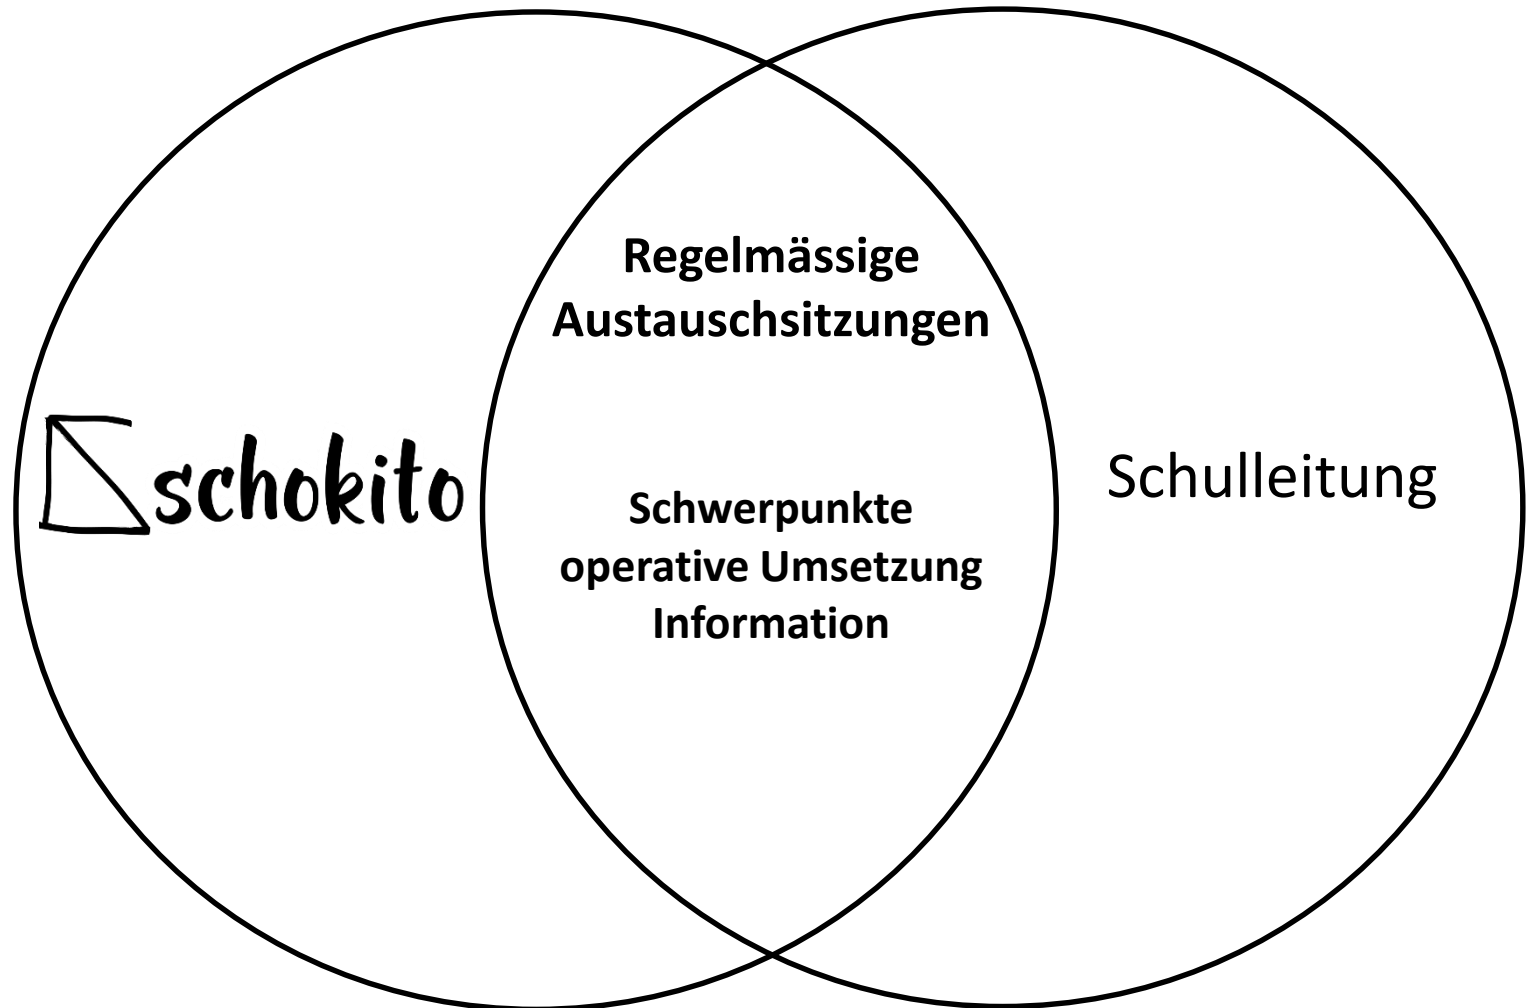 Regelmässige
Austauschsitzungen
schokito
Schulleitung
Schwerpunkte
operative Umsetzung
Information